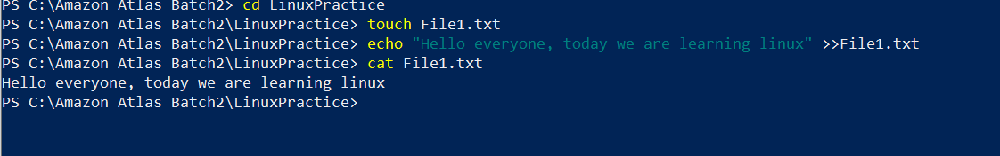 PS C:\Amazon Atlas Batch2> cd LinuxPractice
PS C:\Amazon Atlas Batch2\LinuxPractice> touch File1.txt
PS C:\Amazon Atlas Batch2\LinuxPractice> echo "Hello everyone, today we are learning linux" >>File1.txt
PS C:\Amazon Atlas Batch2\LinuxPractice> cat File1.txt
Hello everyone, today we are learning linux
PS C:\Amazon Atlas Batch2\LinuxPractice>